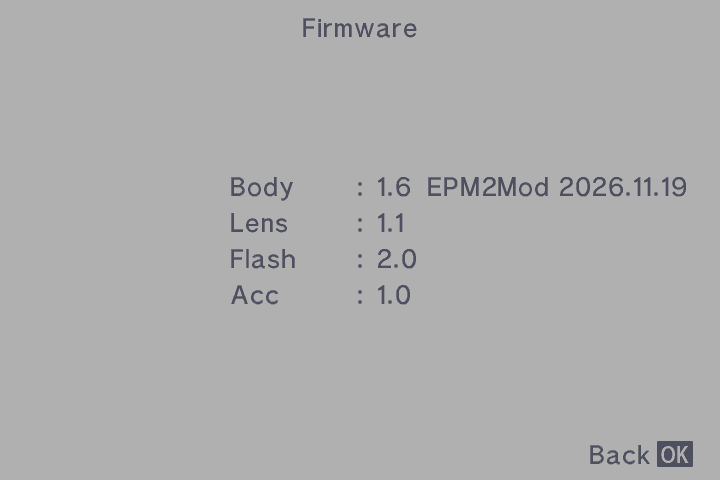 Firmware
Body : 1.6 EPM2Mod 2026.11.19
Lens : 1.1
Flash : 2.0
Acc : 1.0
Back OK